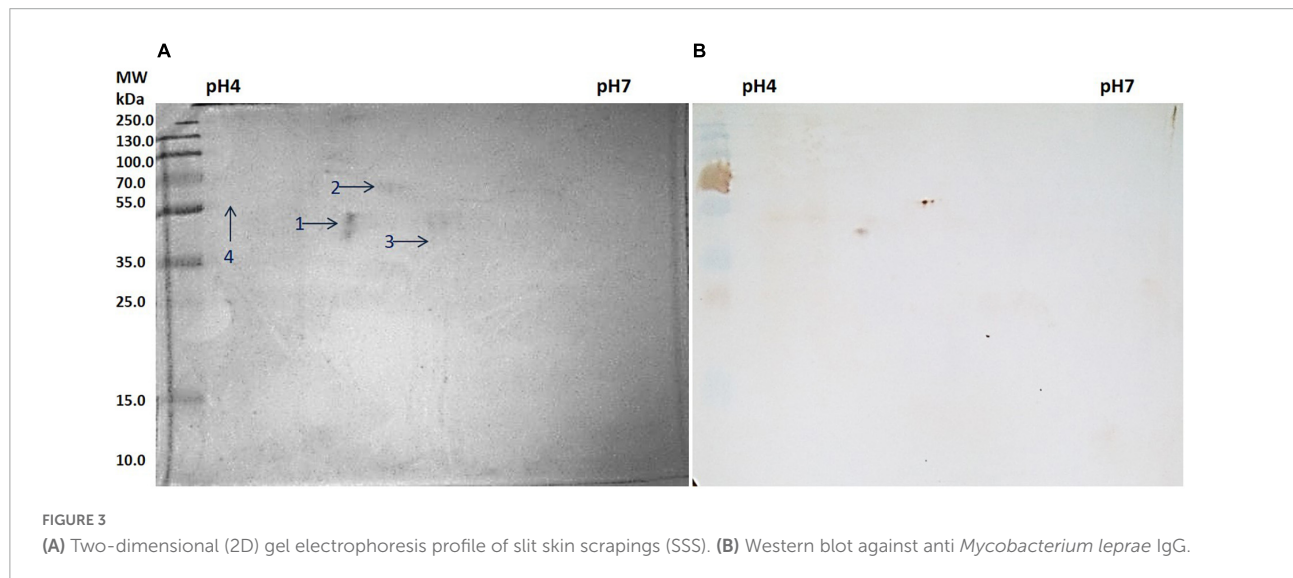 A
B
MW
kDa
pH4
pH7
pH4
pH7
250.0
130.0
100.0
70.0
55.0
35.0
25.0
15.0
10.0
2
1
3
4
FIGURE 3
(A) Two-dimensional (2D) gel electrophoresis profile of slit skin scrapings (SSS). (B) Western blot against anti Mycobacterium leprae IgG.